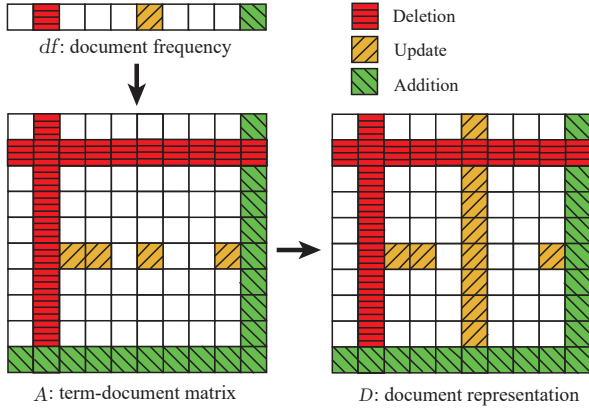 Deletion
df: document frequency
Update
Addition
A: term-document matrix
D: document representation